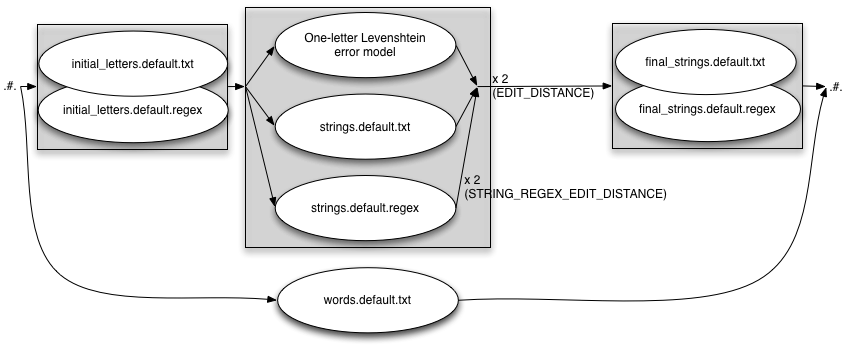 .#.
initial_letters.default.txt
initial_letters.default.regex
One-letter Levenshtein
error model
strings.default.txt
strings.default.regex
x 2
(EDIT_DISTANCE)
x 2
(STRING_REGEX_EDIT_DISTANCE)
final_strings.default.txt
final_strings.default.regex
.#.
words.default.txt